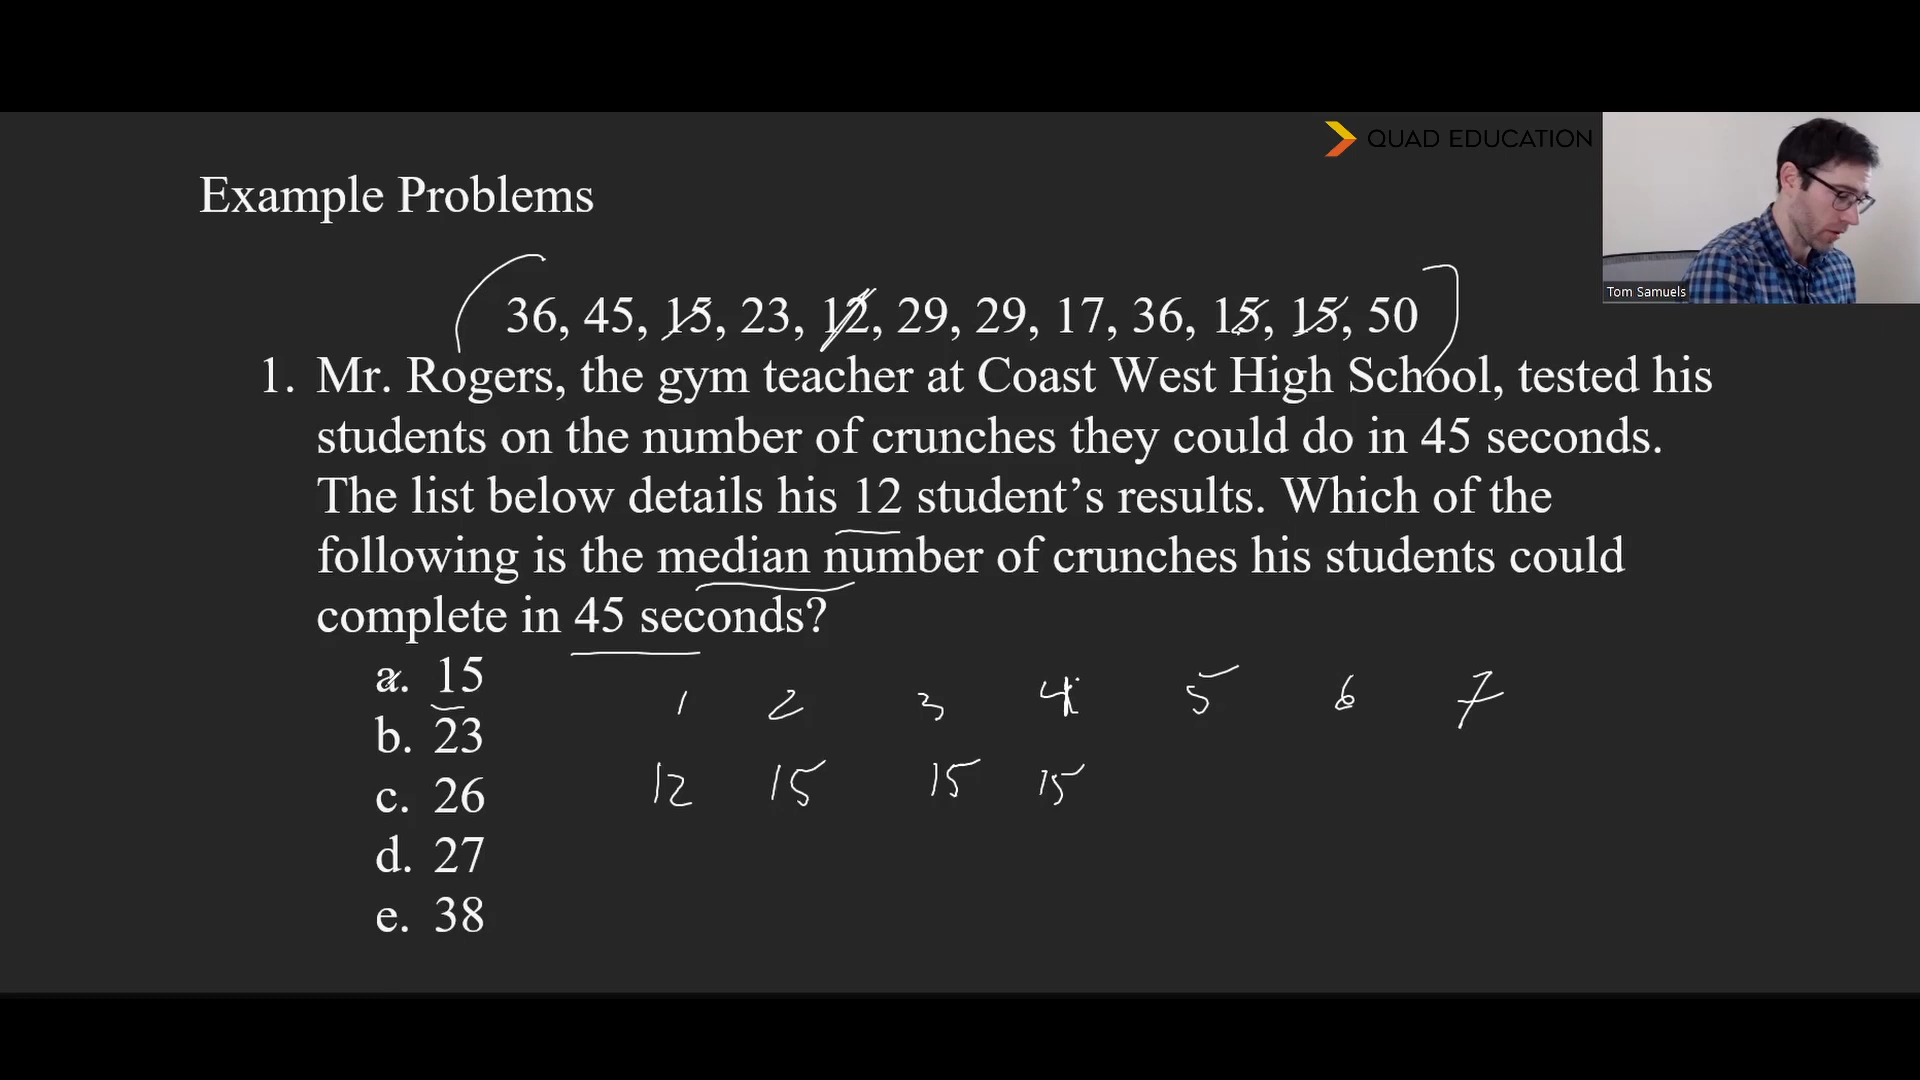 QUAD EDUCATION
Example Problems
Tom Samuels
36, 45, 15, 23, 12, 29, 29, 17, 36, 15, 15, 50
1. Mr. Rogers, the gym teacher at Coast West High School, tested his
students on the number of crunches they could do in 45 seconds.
The list below details his 12 student’s results. Which of the
following is the median number of crunches his students could
complete in 45 seconds?
a. 15
1 2 3 4 5 6 7
b. 23
12 15 15 15
c. 26
d. 27
e. 38